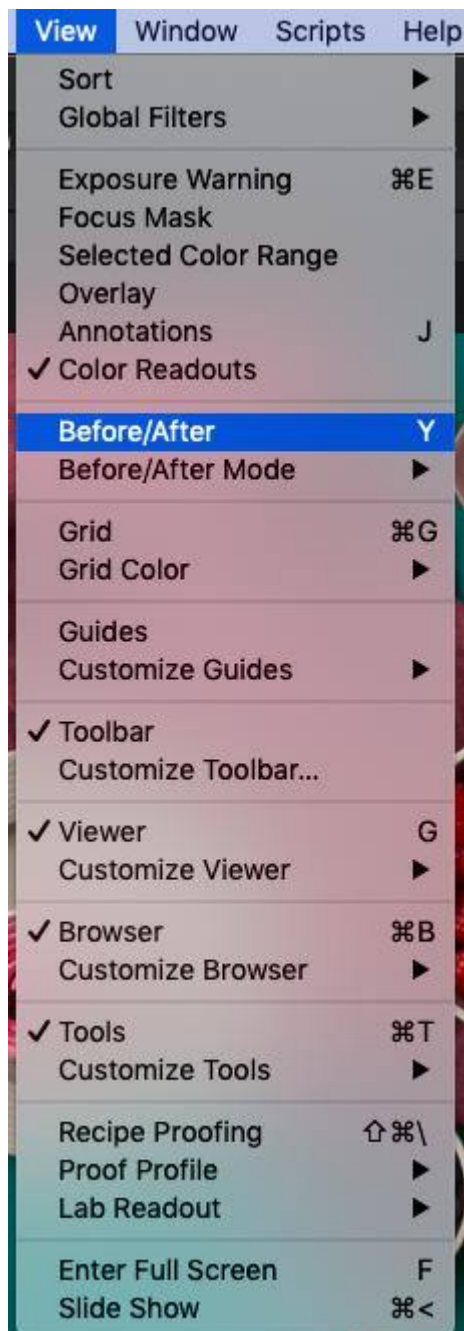 View Window Scripts Help
Sort ▶
Global Filters ▶
Exposure Warning ⌘E
Focus Mask
Selected Color Range
Overlay
Annotations J
✓ Color Readouts
Before/After Y
Before/After Mode ▶
Grid ⌘G
Grid Color ▶
Guides
Customize Guides ▶
✓ Toolbar
Customize Toolbar...
✓ Viewer G
Customize Viewer ▶
✓ Browser ⌘B
Customize Browser ▶
✓ Tools ⌘T
Customize Tools ▶
Recipe Proofing ⇧⌘\
Proof Profile ▶
Lab Readout ▶
Enter Full Screen F
Slide Show ⌘<